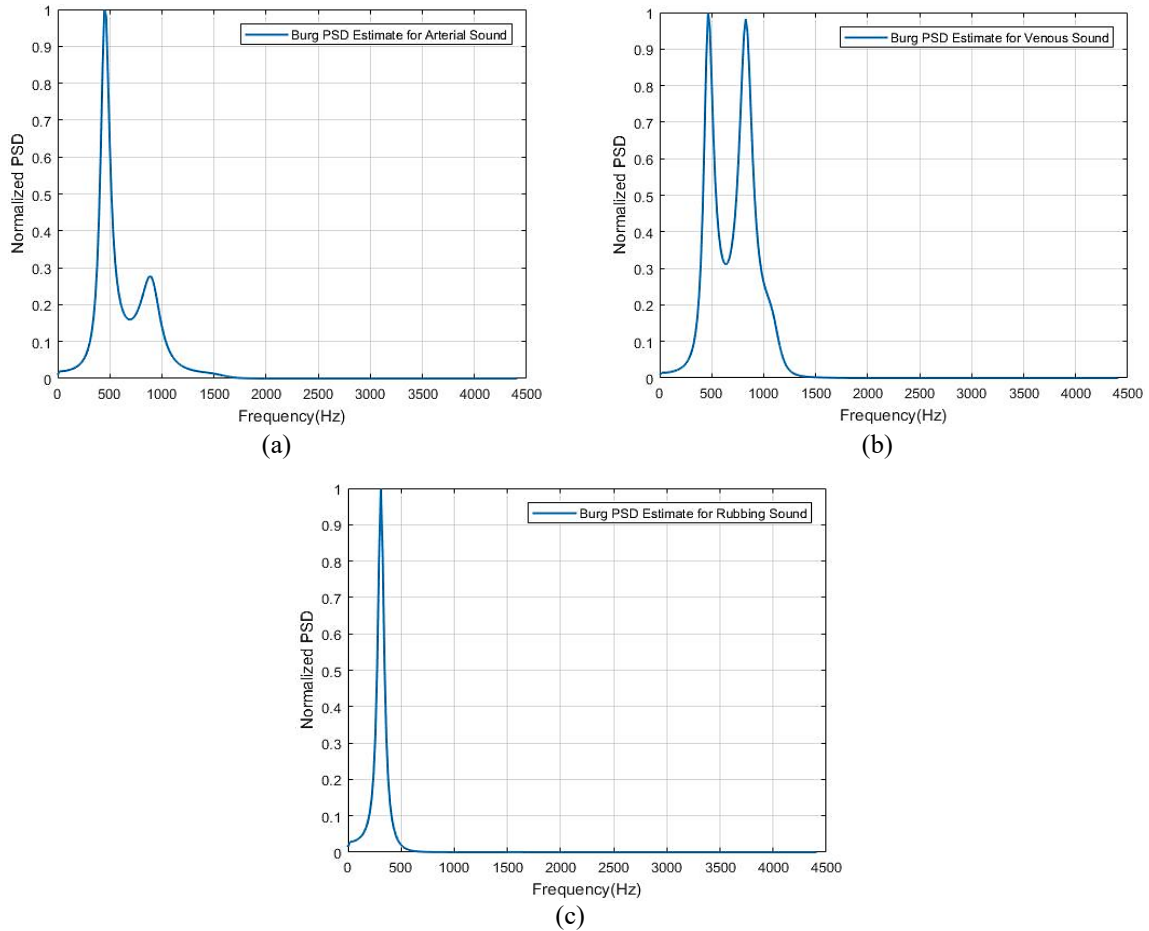 Burg PSD Estimate for Arterial Sound
1
0.9
0.8
0.7
0.6
0.5
0.4
0.3
0.2
0.1
0
Normalized PSD
0 500 1000 1500 2000 2500 3000 3500 4000 4500
Frequency(Hz)
(a)
Burg PSD Estimate for Venous Sound
1
0.9
0.8
0.7
0.6
0.5
0.4
0.3
0.2
0.1
0
Normalized PSD
0 500 1000 1500 2000 2500 3000 3500 4000 4500
Frequency(Hz)
(b)
Burg PSD Estimate for Rubbing Sound
1
0.9
0.8
0.7
0.6
0.5
0.4
0.3
0.2
0.1
0
Normalized PSD
0 500 1000 1500 2000 2500 3000 3500 4000 4500
Frequency(Hz)
(c)